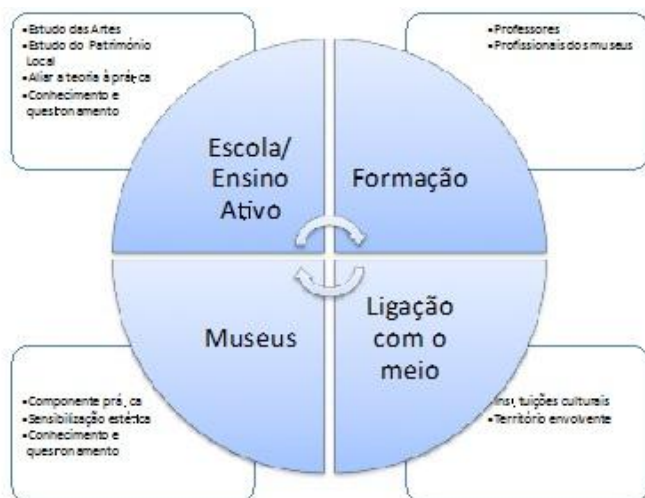 •Estudo das Artes
•Estudo do Património
Local
•Aliar a teoria à prática
•Conhecimento e
questionamento
•Professores
•Profissionais dos museus
Escola/
Ensino
Ativo
Formação
Museus
Ligação
com o
meio
•Componente prática
•Sensibilização estética
•Conhecimento e
questionamento
•Instituições culturais
•Território envolvente